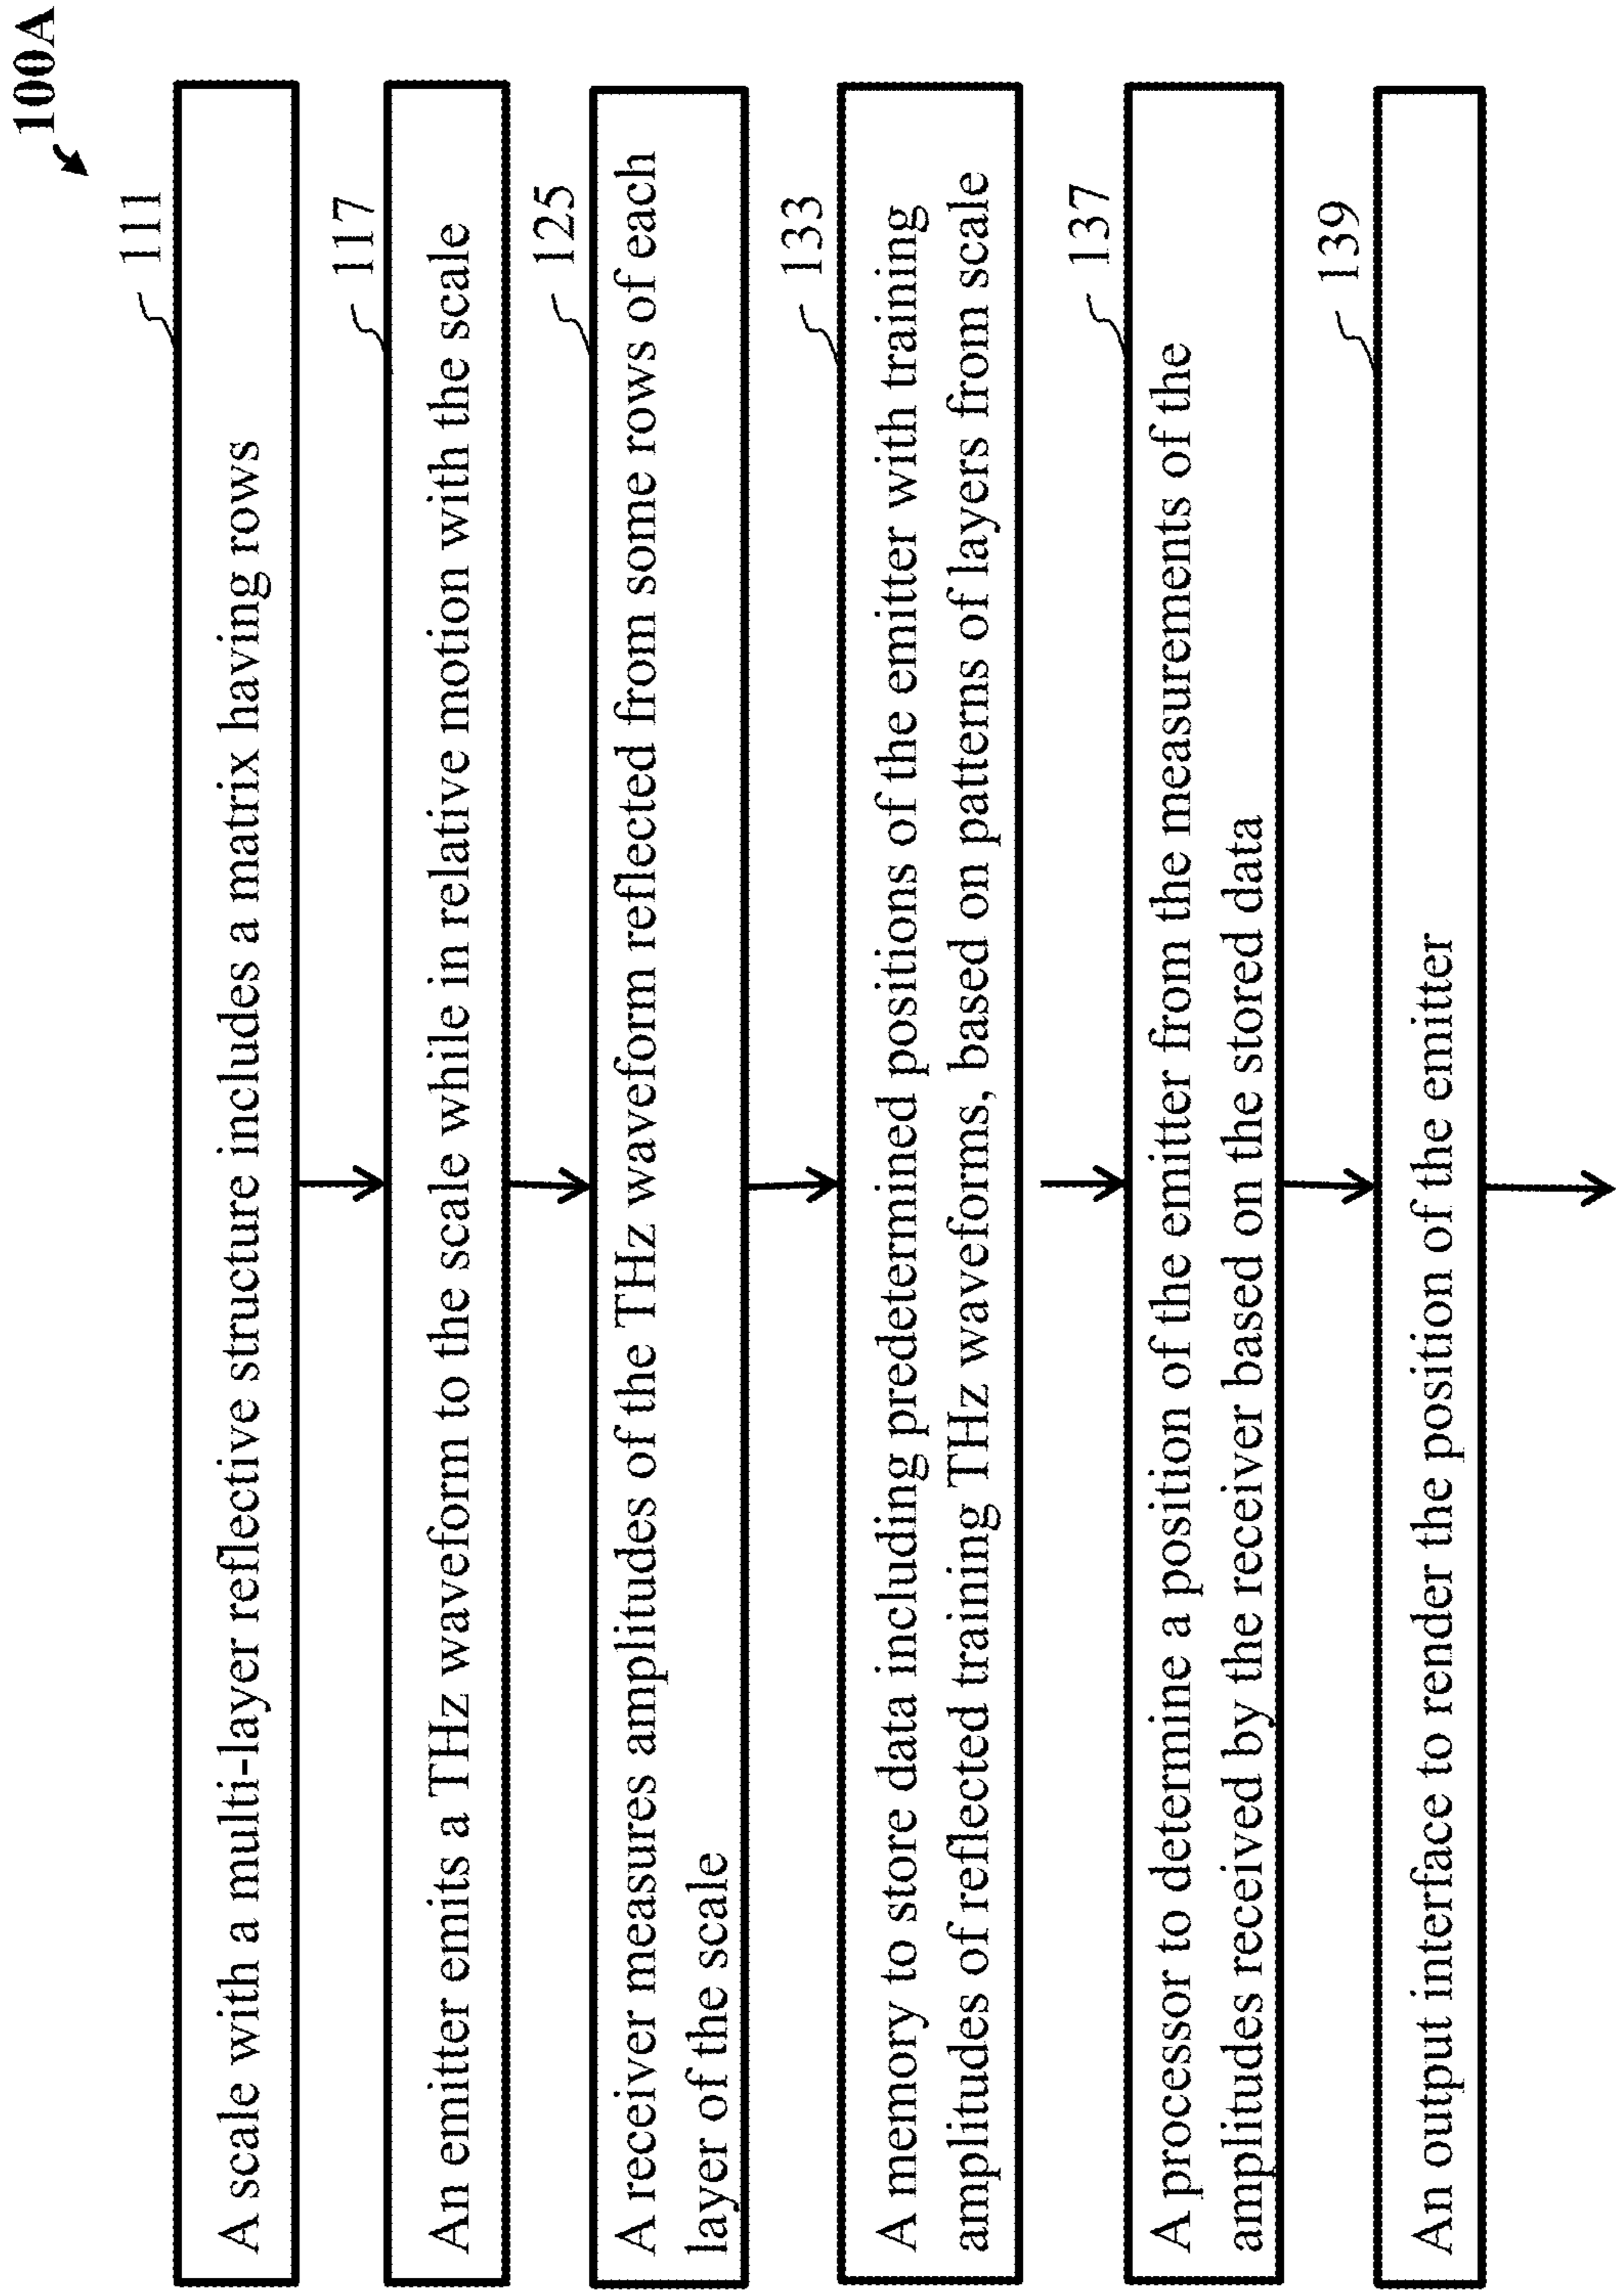 100A
111
A scale with a multi-layer reflective structure includes a matrix having rows
117
An emitter emits a THz waveform to the scale while in relative motion with the scale
125
A receiver measures amplitudes of the THz waveform reflected from some rows of each
layer of the scale
133
A memory to store data including predetermined positions of the emitter with training
amplitudes of reflected training THz waveforms, based on patterns of layers from scale
137
A processor to determine a position of the emitter from the measurements of the
amplitudes received by the receiver based on the stored data
139
An output interface to render the position of the emitter